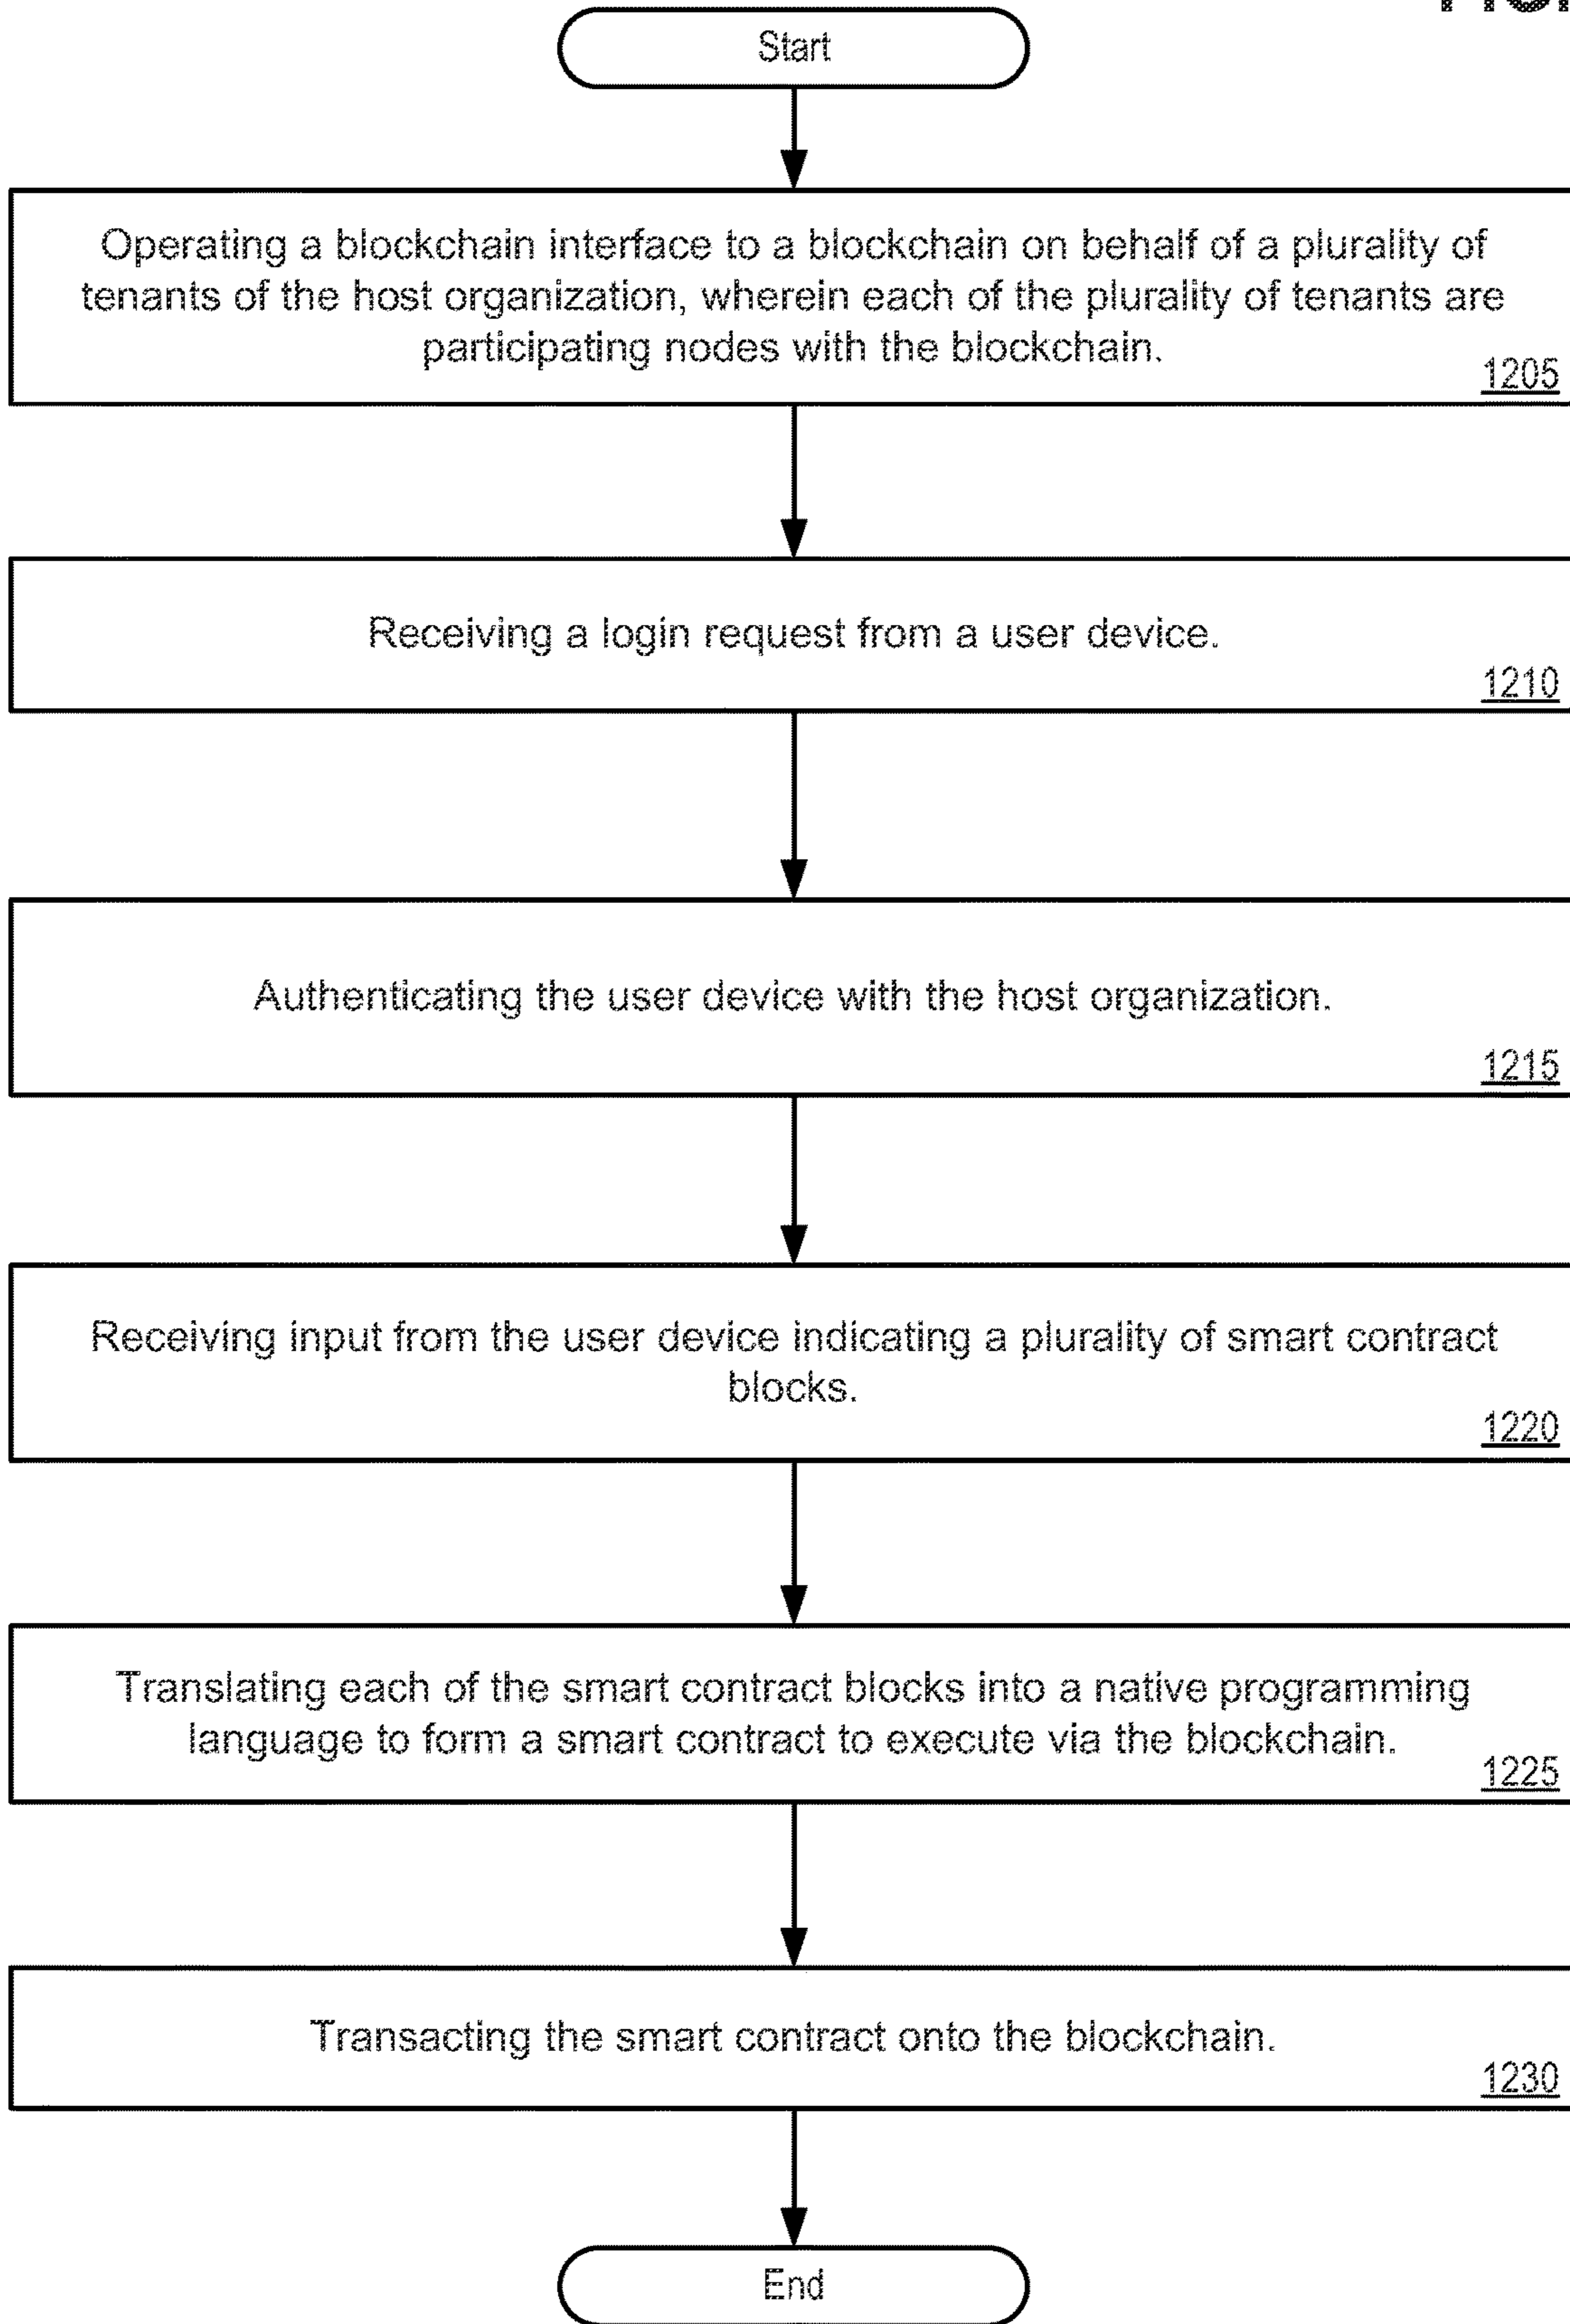 Start
Operating a blockchain interface to a blockchain on behalf of a plurality of
tenants of the host organization, wherein each of the plurality of tenants are
participating nodes with the blockchain.
1205
Receiving a login request from a user device.
1210
Authenticating the user device with the host organization.
1215
Receiving input from the user device indicating a plurality of smart contract
blocks.
1220
Translating each of the smart contract blocks into a native programming
language to form a smart contract to execute via the blockchain.
1225
Transacting the smart contract onto the blockchain.
1230
End